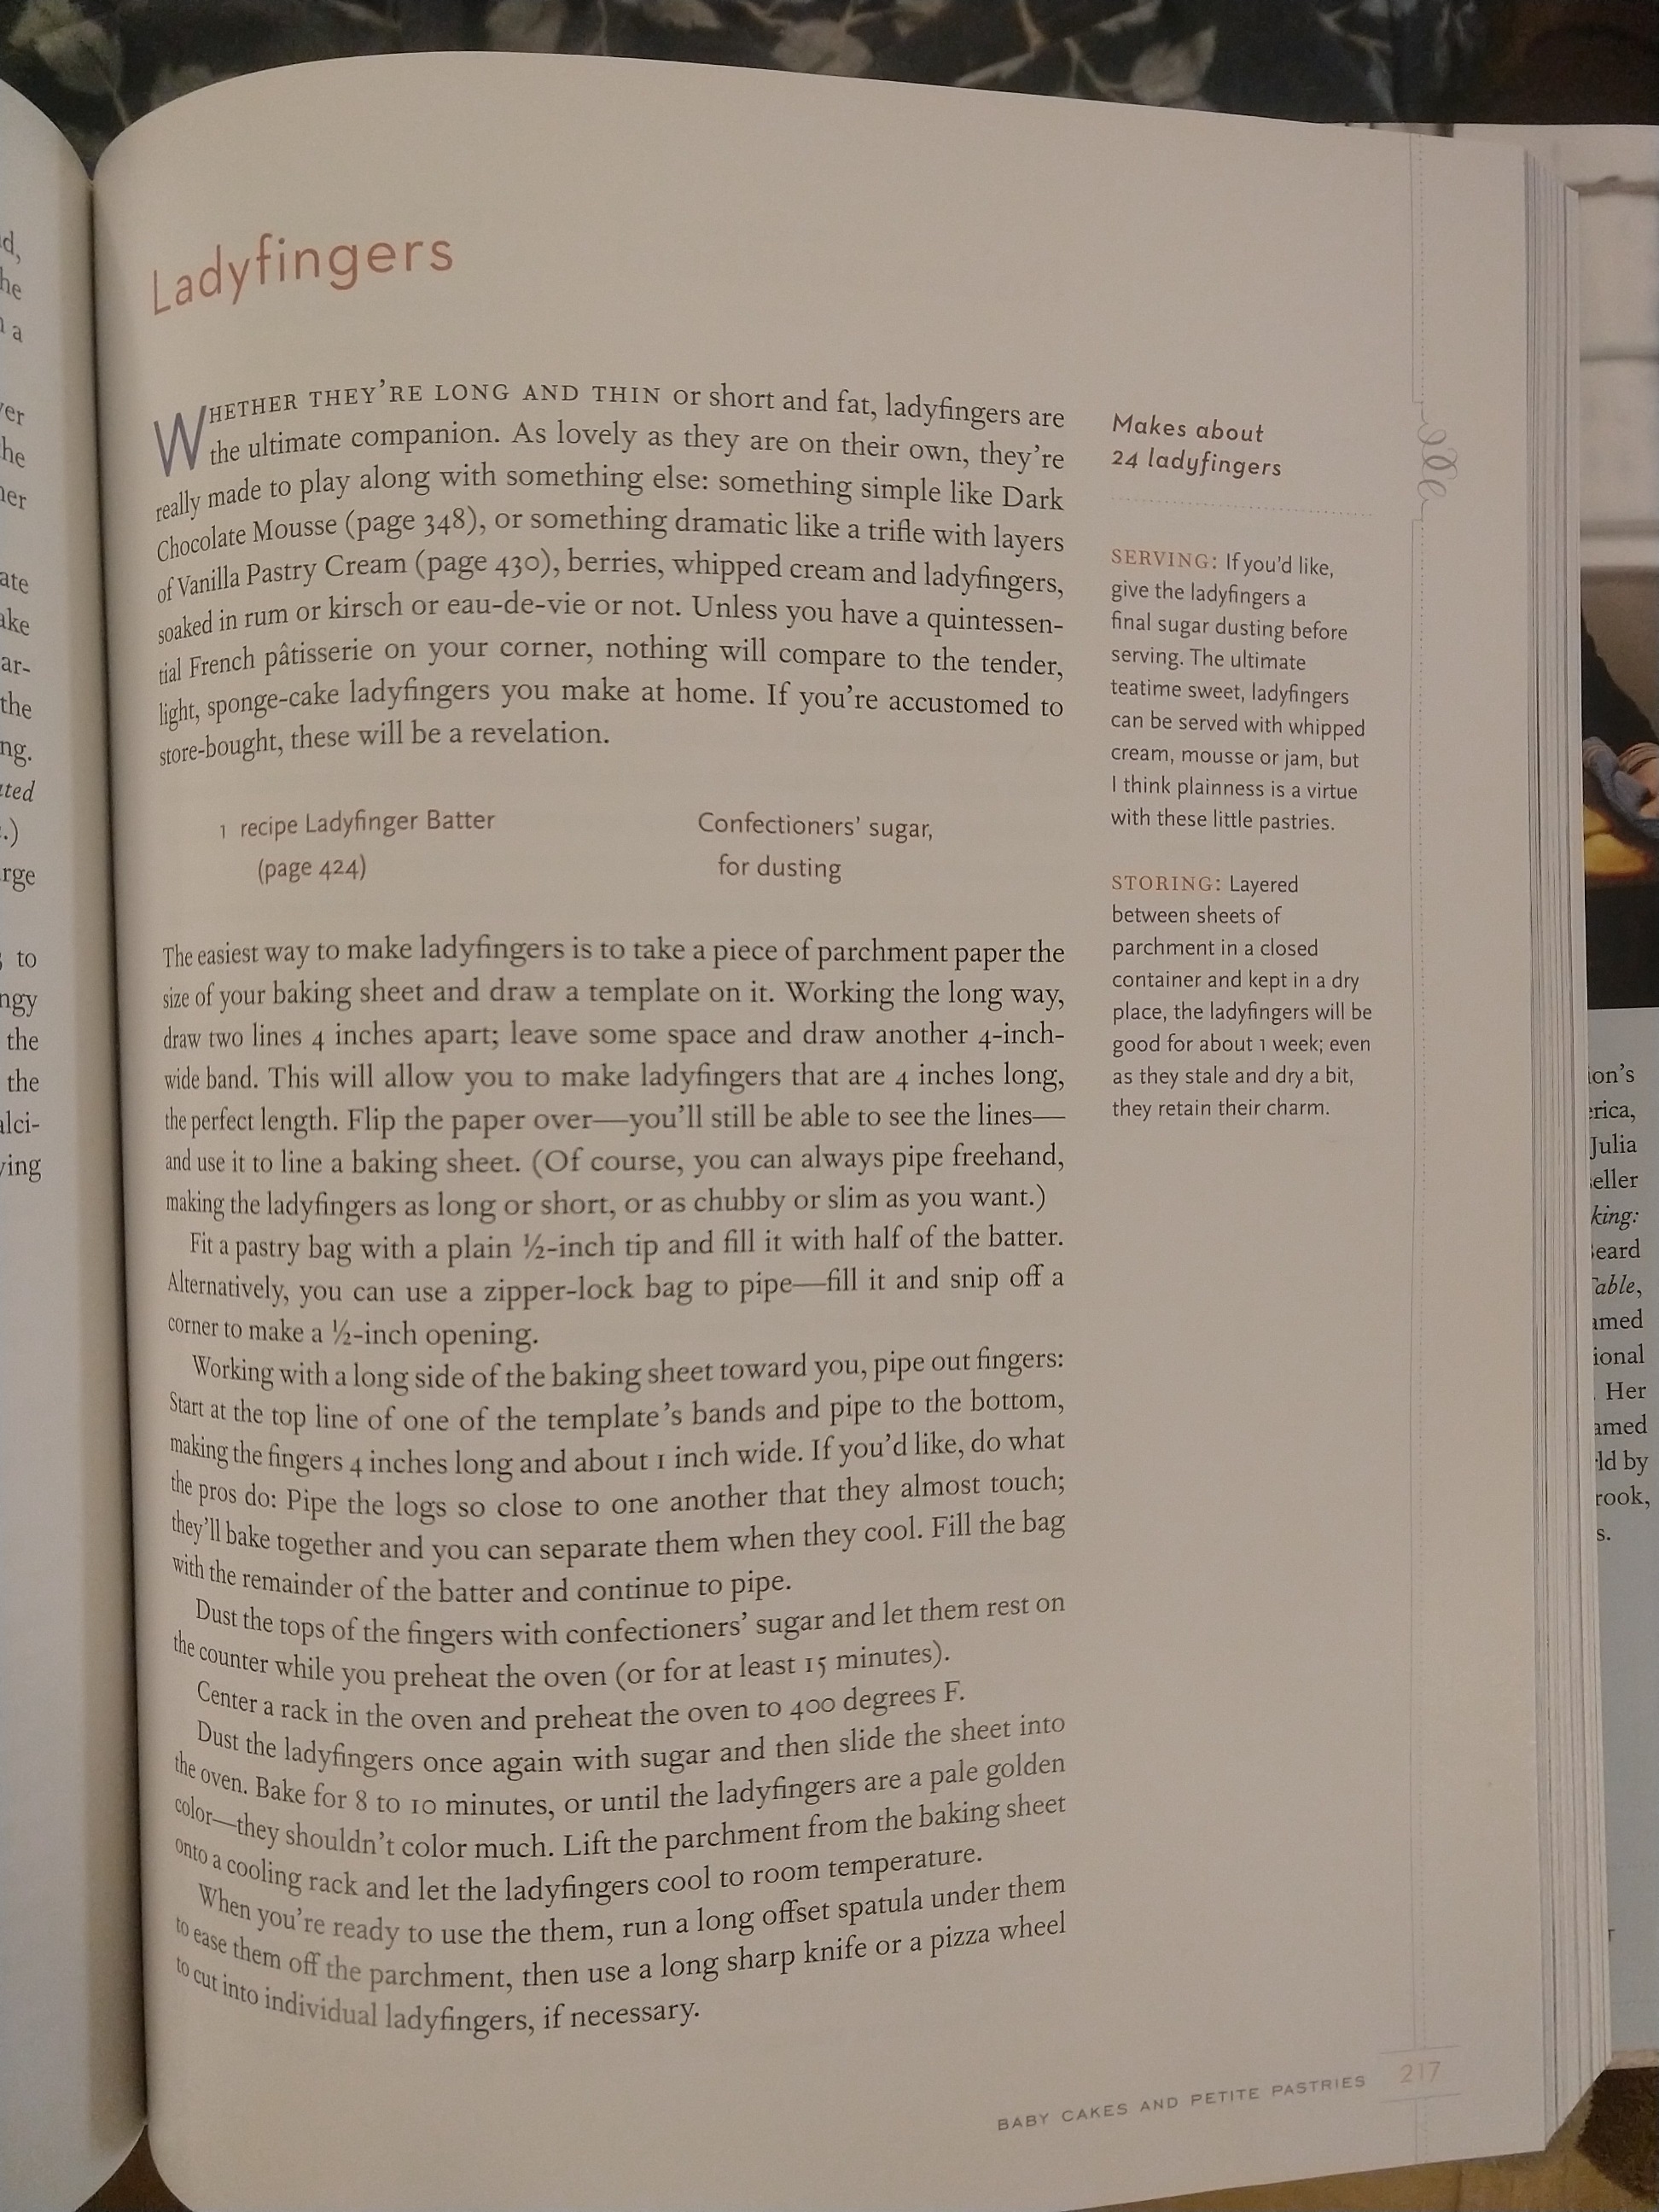 Ladyfingers
WHETHER THEY'RE LONG AND THIN or short and fat, ladyfingers are
the ultimate companion. As lovely as they are on their own, they're
really made to play along with something else: something simple like Dark
Chocolate Mousse (page 348), or something dramatic like a trifle with layers
of Vanilla Pastry Cream (page 430), berries, whipped cream and ladyfingers,
soaked in rum or kirsch or eau-de-vie or not. Unless you have a quintessen-
tial French pâtisserie on your corner, nothing will compare to the tender,
light, sponge-cake ladyfingers you make at home. If you're accustomed to
store-bought, these will be a revelation.
1 recipe Ladyfinger Batter
(page 424)
Confectioners' sugar,
for dusting
The easiest way to make ladyfingers is to take a piece of parchment paper the
size of your baking sheet and draw a template on it. Working the long way,
draw two lines 4 inches apart; leave some space and draw another 4-inch-
wide band. This will allow you to make ladyfingers that are 4 inches long,
the perfect length. Flip the paper over—you'll still be able to see the lines—
and use it to line a baking sheet. (Of course, you can always pipe freehand,
making the ladyfingers as long or short, or as chubby or slim as you want.)
Fit a pastry bag with a plain ½-inch tip and fill it with half of the batter.
Alternatively, you can use a zipper-lock bag to pipe—fill it and snip off a
corner to make a ½-inch opening.
Working with a long side of the baking sheet toward you, pipe out fingers:
Start at the top line of one of the template's bands and pipe to the bottom,
making the fingers 4 inches long and about 1 inch wide. If you'd like, do what
the pros do: Pipe the logs so close to one another that they almost touch;
they'll bake together and you can separate them when they cool. Fill the bag
with the remainder of the batter and continue to pipe.
Dust the tops of the fingers with confectioners' sugar and let them rest on
the counter while you preheat the oven (or for at least 15 minutes).
Center a rack in the oven and preheat the oven to 400 degrees F.
Dust the ladyfingers once again with sugar and then slide the sheet into
the oven. Bake for 8 to 10 minutes, or until the ladyfingers are a pale golden
color—they shouldn't color much. Lift the parchment from the baking sheet
onto a cooling rack and let the ladyfingers cool to room temperature.
When you're ready to use the them, run a long offset spatula under them
to ease them off the parchment, then use a long sharp knife or a pizza wheel
to cut into individual ladyfingers, if necessary.
Makes about
24 ladyfingers
SERVING: If you'd like,
give the ladyfingers a
final sugar dusting before
serving. The ultimate
teatime sweet, ladyfingers
can be served with whipped
cream, mousse or jam, but
I think plainness is a virtue
with these little pastries.
STORING: Layered
between sheets of
parchment in a closed
container and kept in a dry
place, the ladyfingers will be
good for about 1 week; even
as they stale and dry a bit,
they retain their charm.
BABY CAKES AND PETITE PASTRIES 217
to
the
the
Julia
Her
by